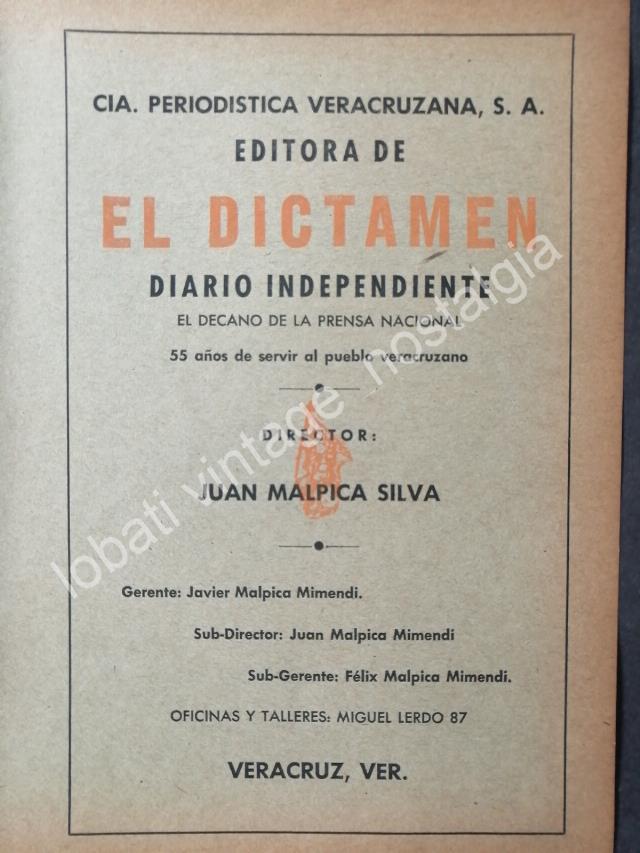 CIA. PERIODISTICA VERACRUZANA, S. A.
EDITORA DE
EL DICTAMEN
DIARIO INDEPENDIENTE
EL DECANO DE LA PRENSA NACIONAL
55 años de servir al pueblo veracruzano
DIRECTOR:
JUAN MALPICA SILVA
Gerente: Javier Malpica Mimendi.
Sub-Director: Juan Malpica Mimendi
Sub-Gerente: Félix Malpica Mimendi.
OFICINAS Y TALLERES: MIGUEL LERDO 87
VERACRUZ, VER.
lobati vintage_nostalgia